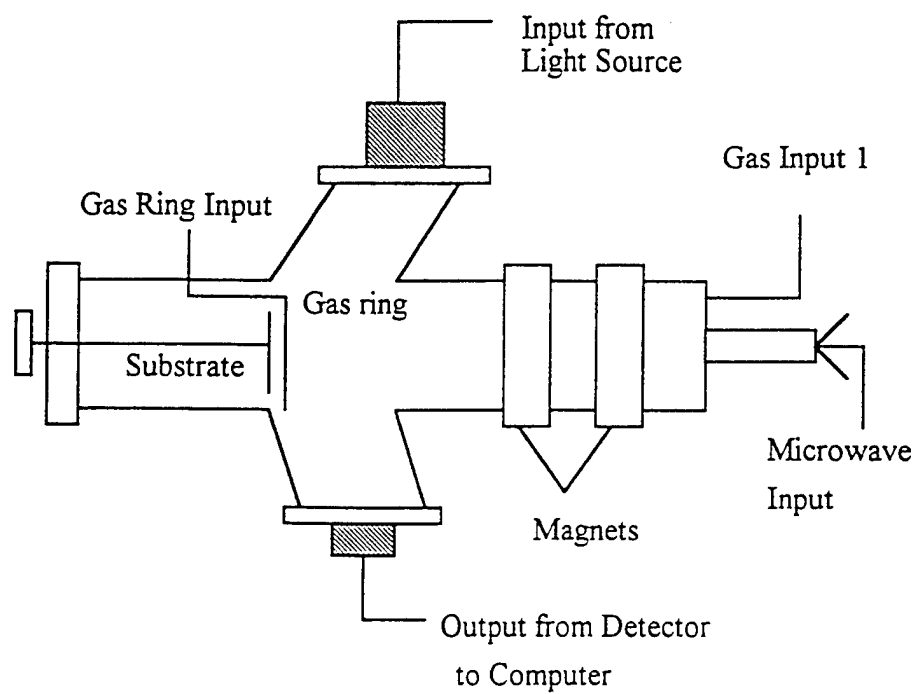 Input from
Light Source
Gas Input 1
Gas Ring Input
Gas ring
Substrate
Microwave
Input
Magnets
Output from Detector
to Computer